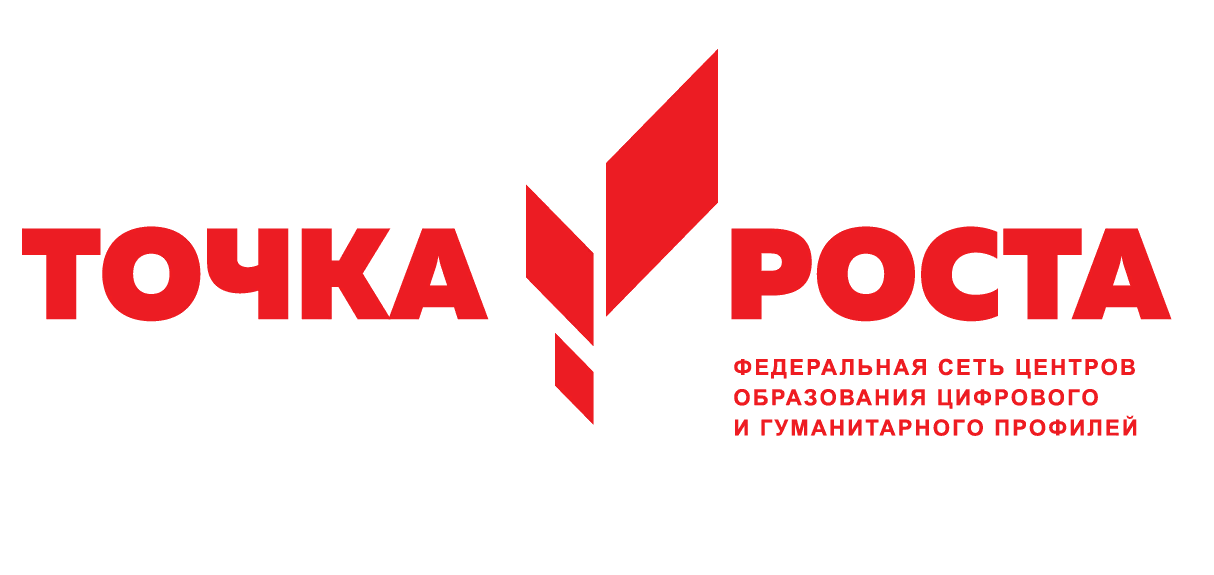 ТОЧКА РОСТА
ФЕДЕРАЛЬНАЯ СЕТЬ ЦЕНТРОВ
ОБРАЗОВАНИЯ ЦИФРОВОГО
И ГУМАНИТАРНОГО ПРОФИЛЕЙ